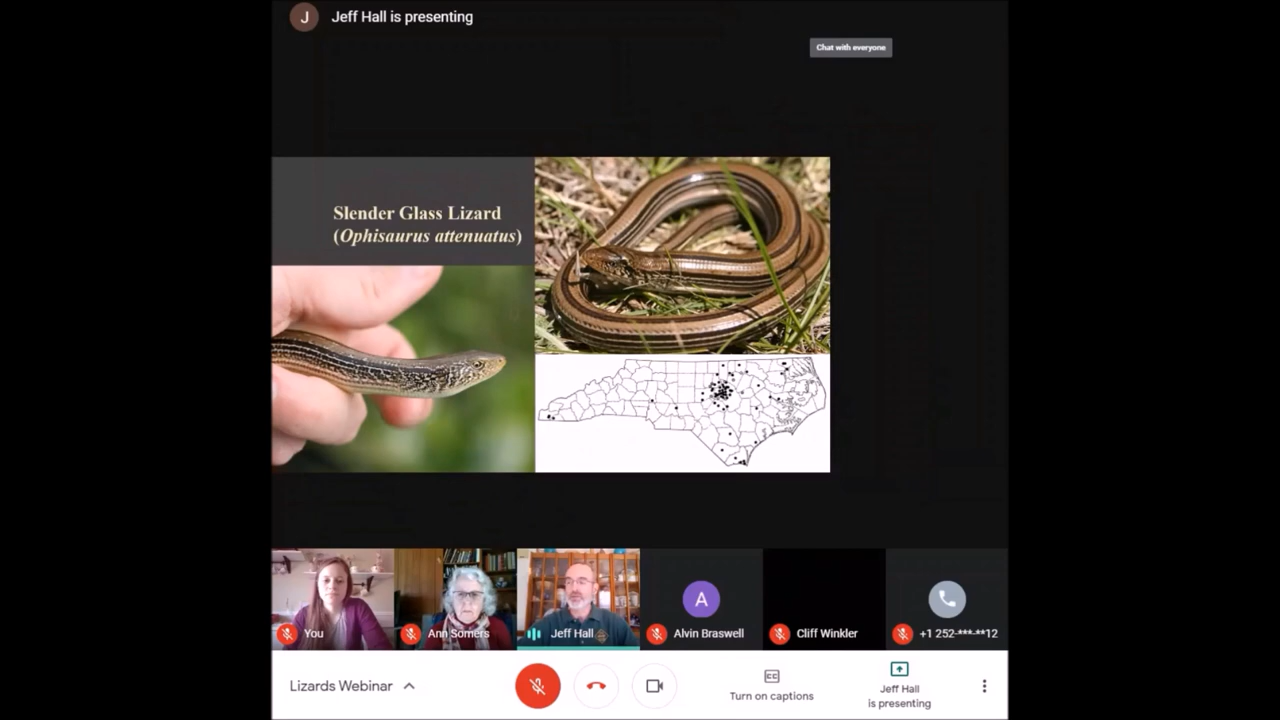 J
Jeff Hall is presenting
Chat with everyone
Slender Glass Lizard
(Ophisaurus attenuatus)
A
You
Ann Somers
Jeff Hall
Alvin Braswell
Cliff Winkler
+1 252-***-**12
Lizards Webinar
CC
Turn on captions
Jeff Hall
is presenting